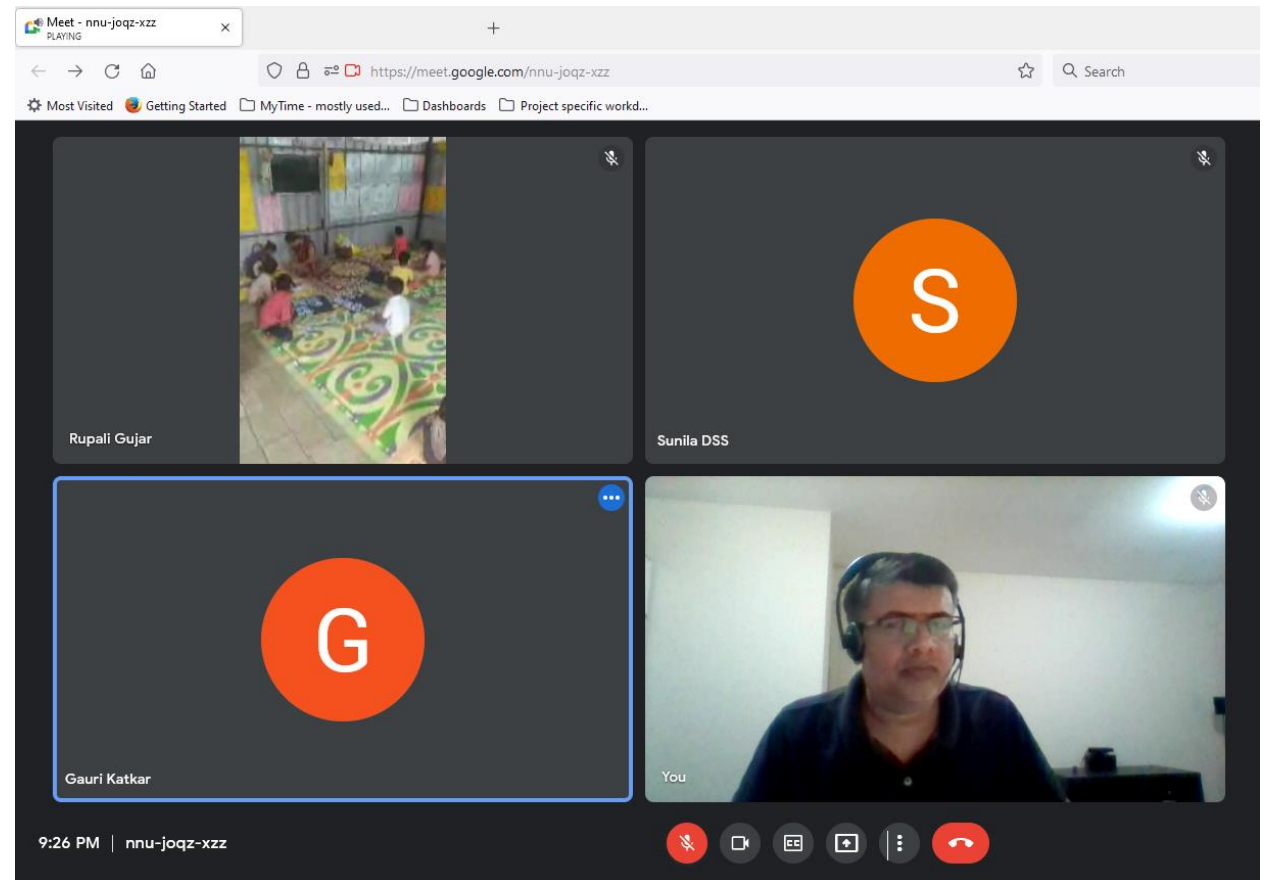 Meet - nnu-joqz-xzz
PLAYING
https://meet.google.com/nnu-joqz-xzz
Search
Most Visited Getting Started MyTime - mostly used... Dashboards Project specific workd...
Rupali Gujar
S
Sunila DSS
G
Gauri Katkar
You
9:26 PM | nnu-joqz-xzz
CC